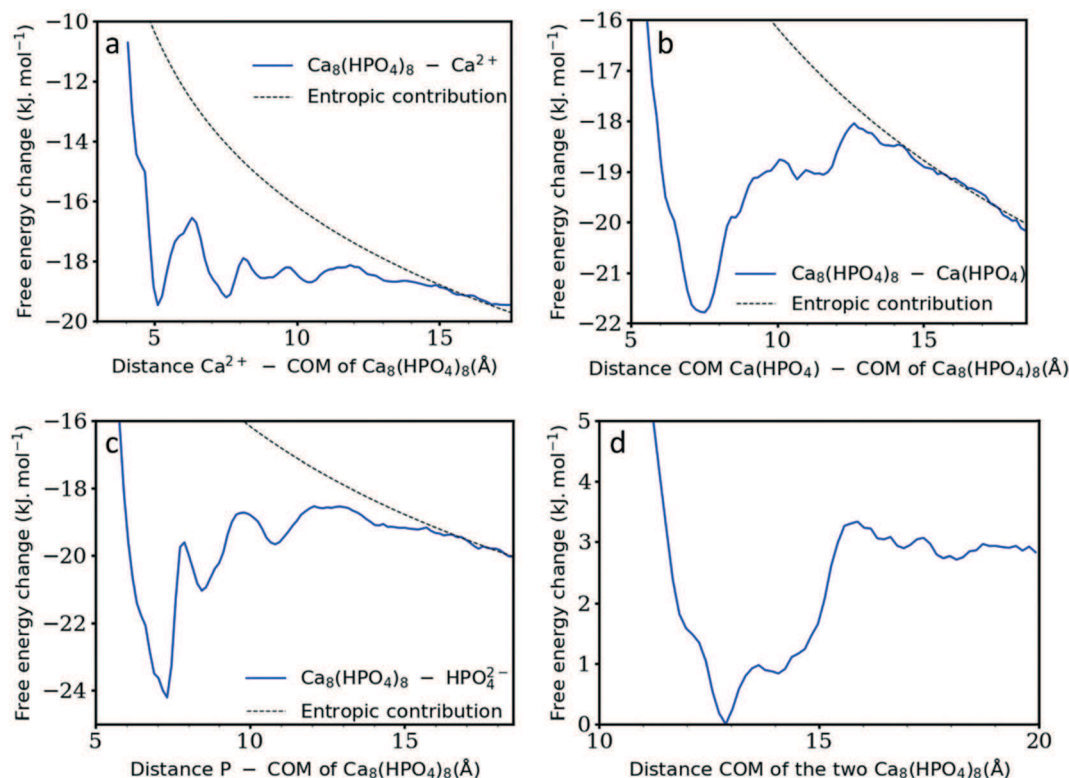 a
Ca₈(HPO₄)₈ − Ca²⁺
Entropic contribution
−10
−12
−14
−16
−18
−20
5
10
15
Free energy change (kJ. mol⁻¹)
Distance Ca²⁺ − COM of Ca₈(HPO₄)₈(Å)
b
Ca₈(HPO₄)₈ − Ca(HPO₄)
Entropic contribution
−16
−17
−18
−19
−20
−21
−22
5
10
15
Free energy change (kJ. mol⁻¹)
Distance COM Ca(HPO₄) − COM of Ca₈(HPO₄)₈(Å)
c
Ca₈(HPO₄)₈ − HPO₄²⁻
Entropic contribution
−16
−18
−20
−22
−24
5
10
15
Free energy change (kJ. mol⁻¹)
Distance P − COM of Ca₈(HPO₄)₈(Å)
d
5
4
3
2
1
0
10
15
20
Free energy change (kJ. mol⁻¹)
Distance COM of the two Ca₈(HPO₄)₈(Å)